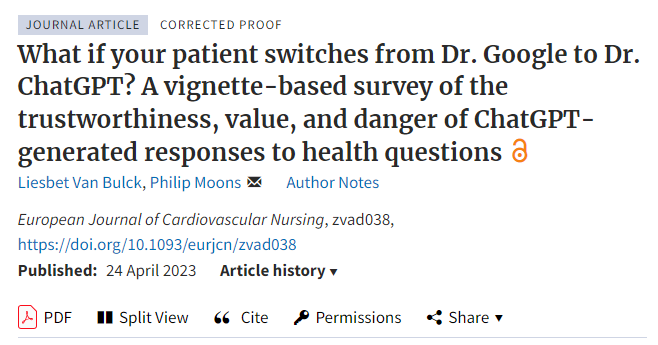 JOURNAL ARTICLE CORRECTED PROOF
What if your patient switches from Dr. Google to Dr.
ChatGPT? A vignette-based survey of the
trustworthiness, value, and danger of ChatGPT-
generated responses to health questions
Liesbet Van Bulck, Philip Moons Author Notes
European Journal of Cardiovascular Nursing, zvad038,
https://doi.org/10.1093/eurjcn/zvad038
Published: 24 April 2023 Article history ▼
PDF Split View Cite Permissions Share ▼